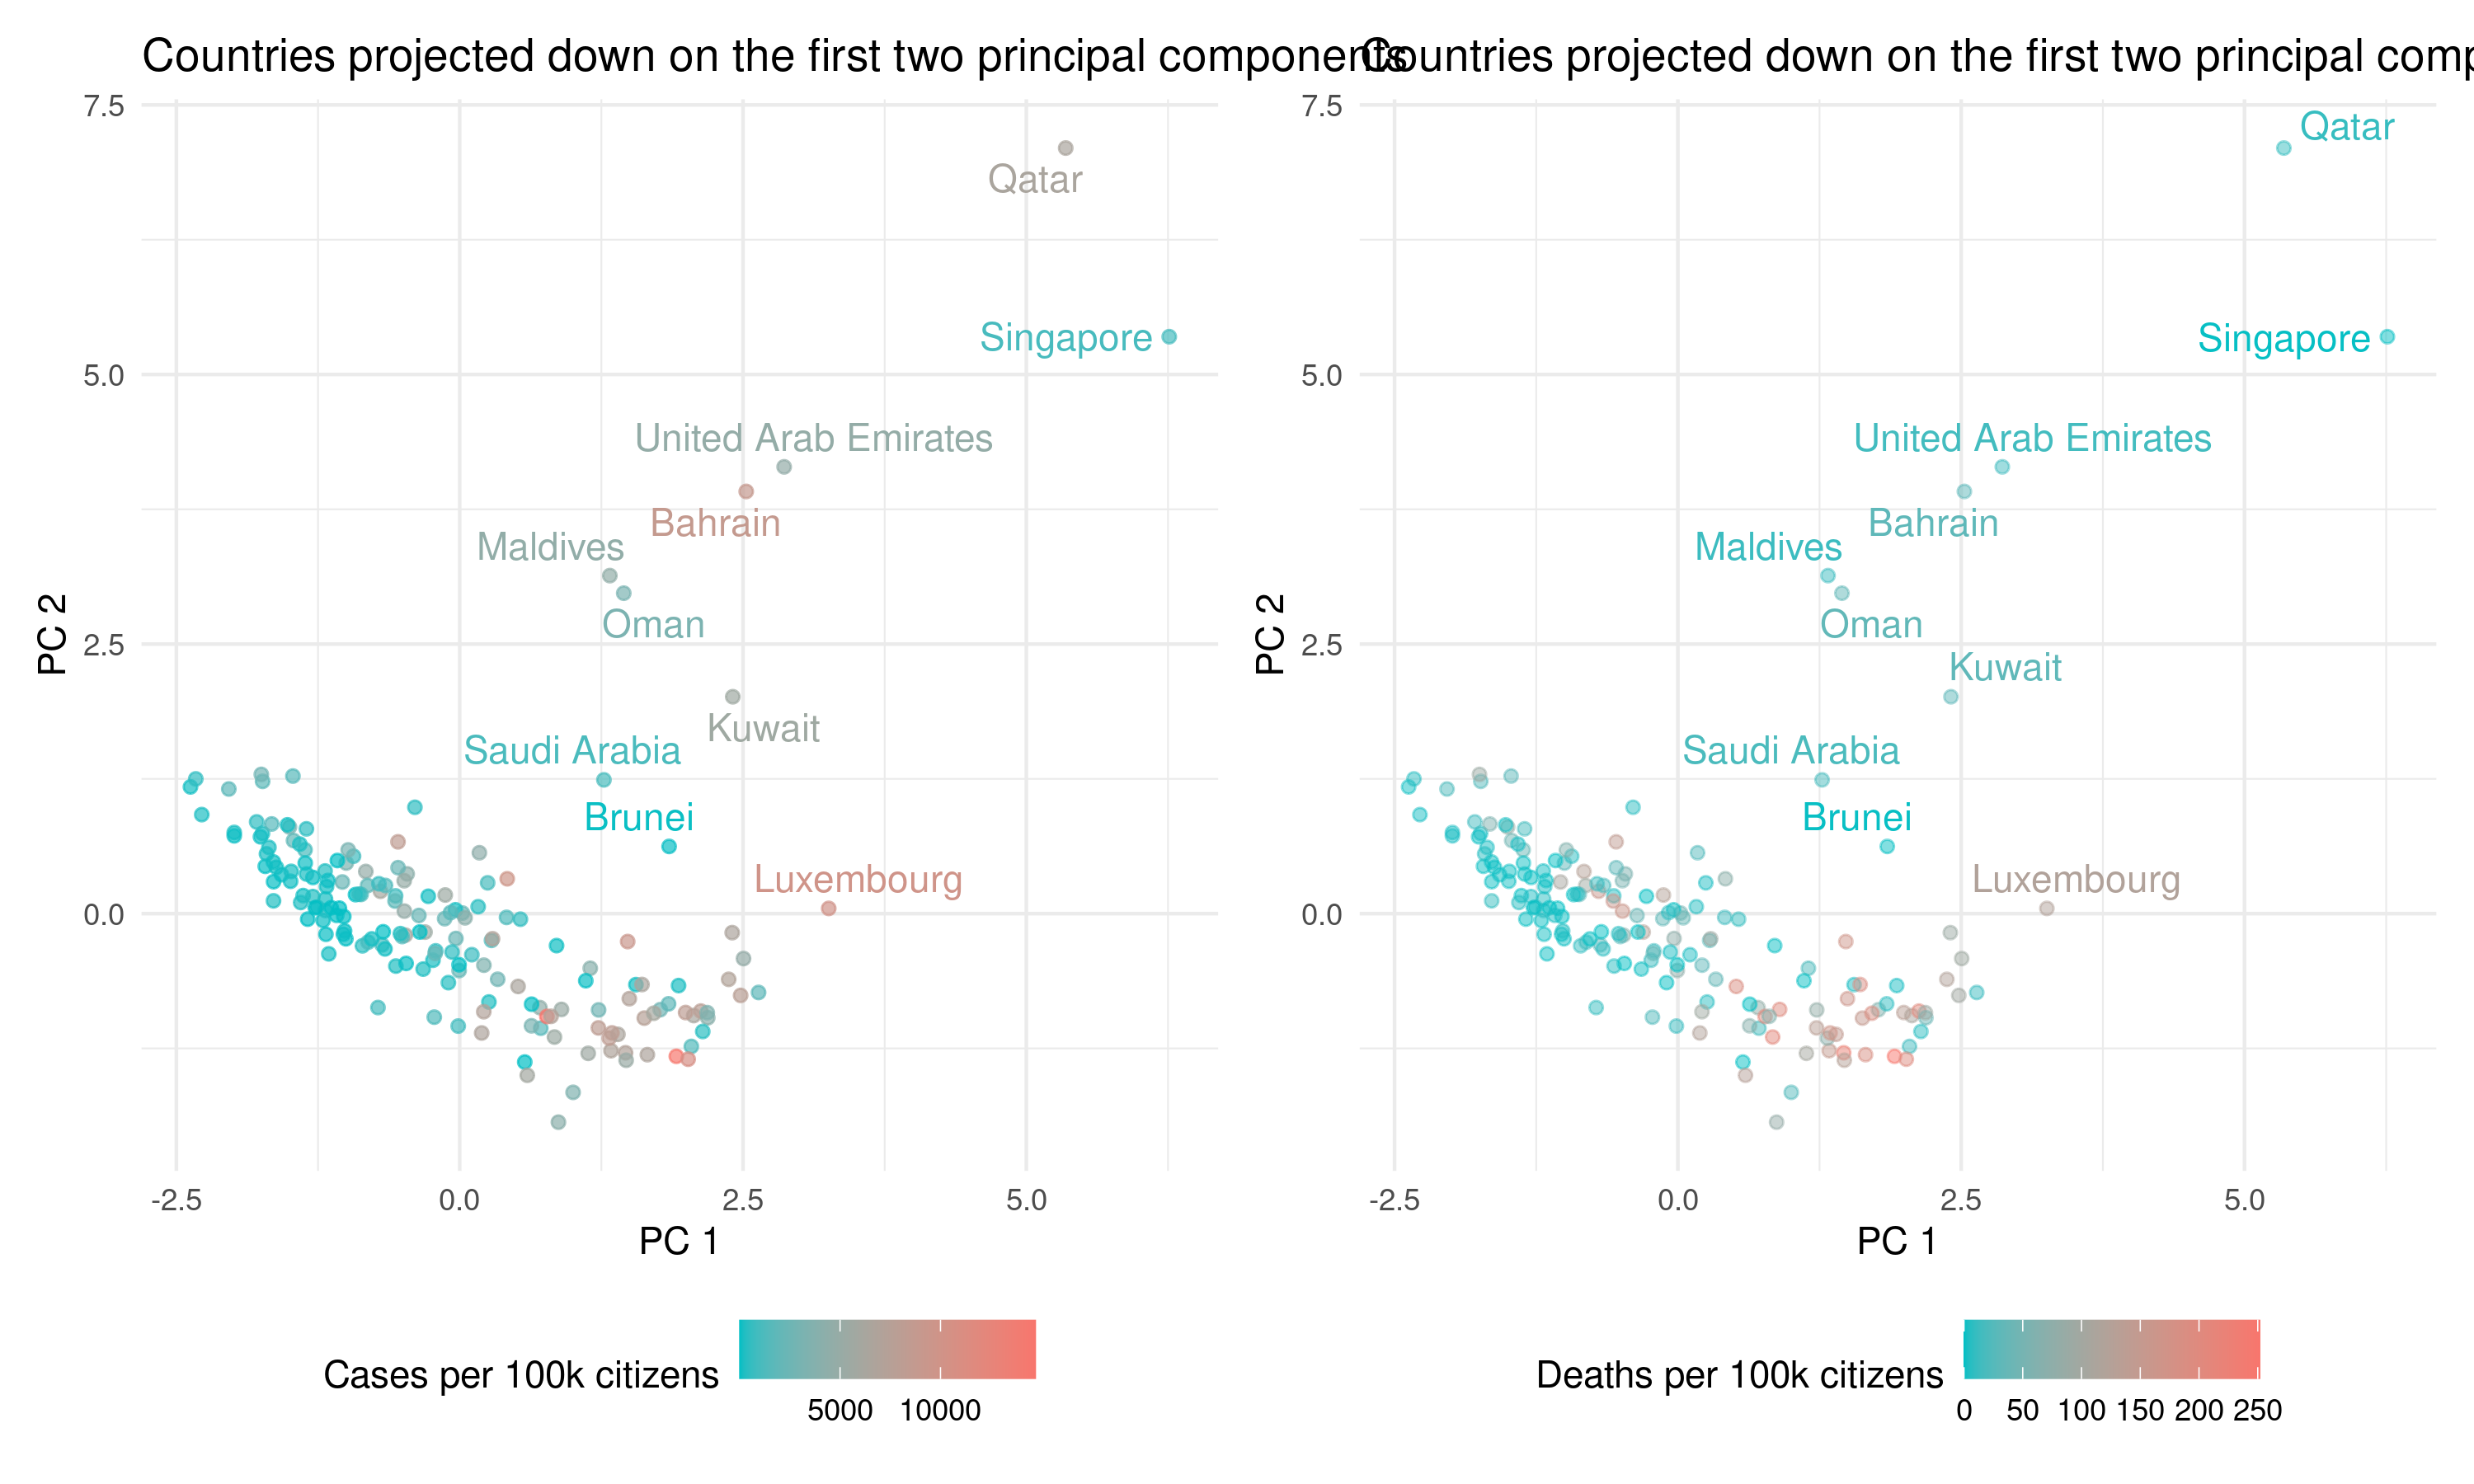 Countries projected down on the first two principal components
7.5
5.0
2.5
0.0
PC 2
Qatar
Singapore
United Arab Emirates
Bahrain
Maldives
Oman
Kuwait
Saudi Arabia
Brunei
Luxembourg
-2.5
0.0
2.5
5.0
PC 1
Cases per 100k citizens
5000
10000
Countries projected down on the first two principal comp
7.5
5.0
2.5
0.0
PC 2
Qatar
Singapore
United Arab Emirates
Bahrain
Maldives
Oman
Kuwait
Saudi Arabia
Brunei
Luxembourg
-2.5
0.0
2.5
5.0
PC 1
Deaths per 100k citizens
0
50
100
150
200
250